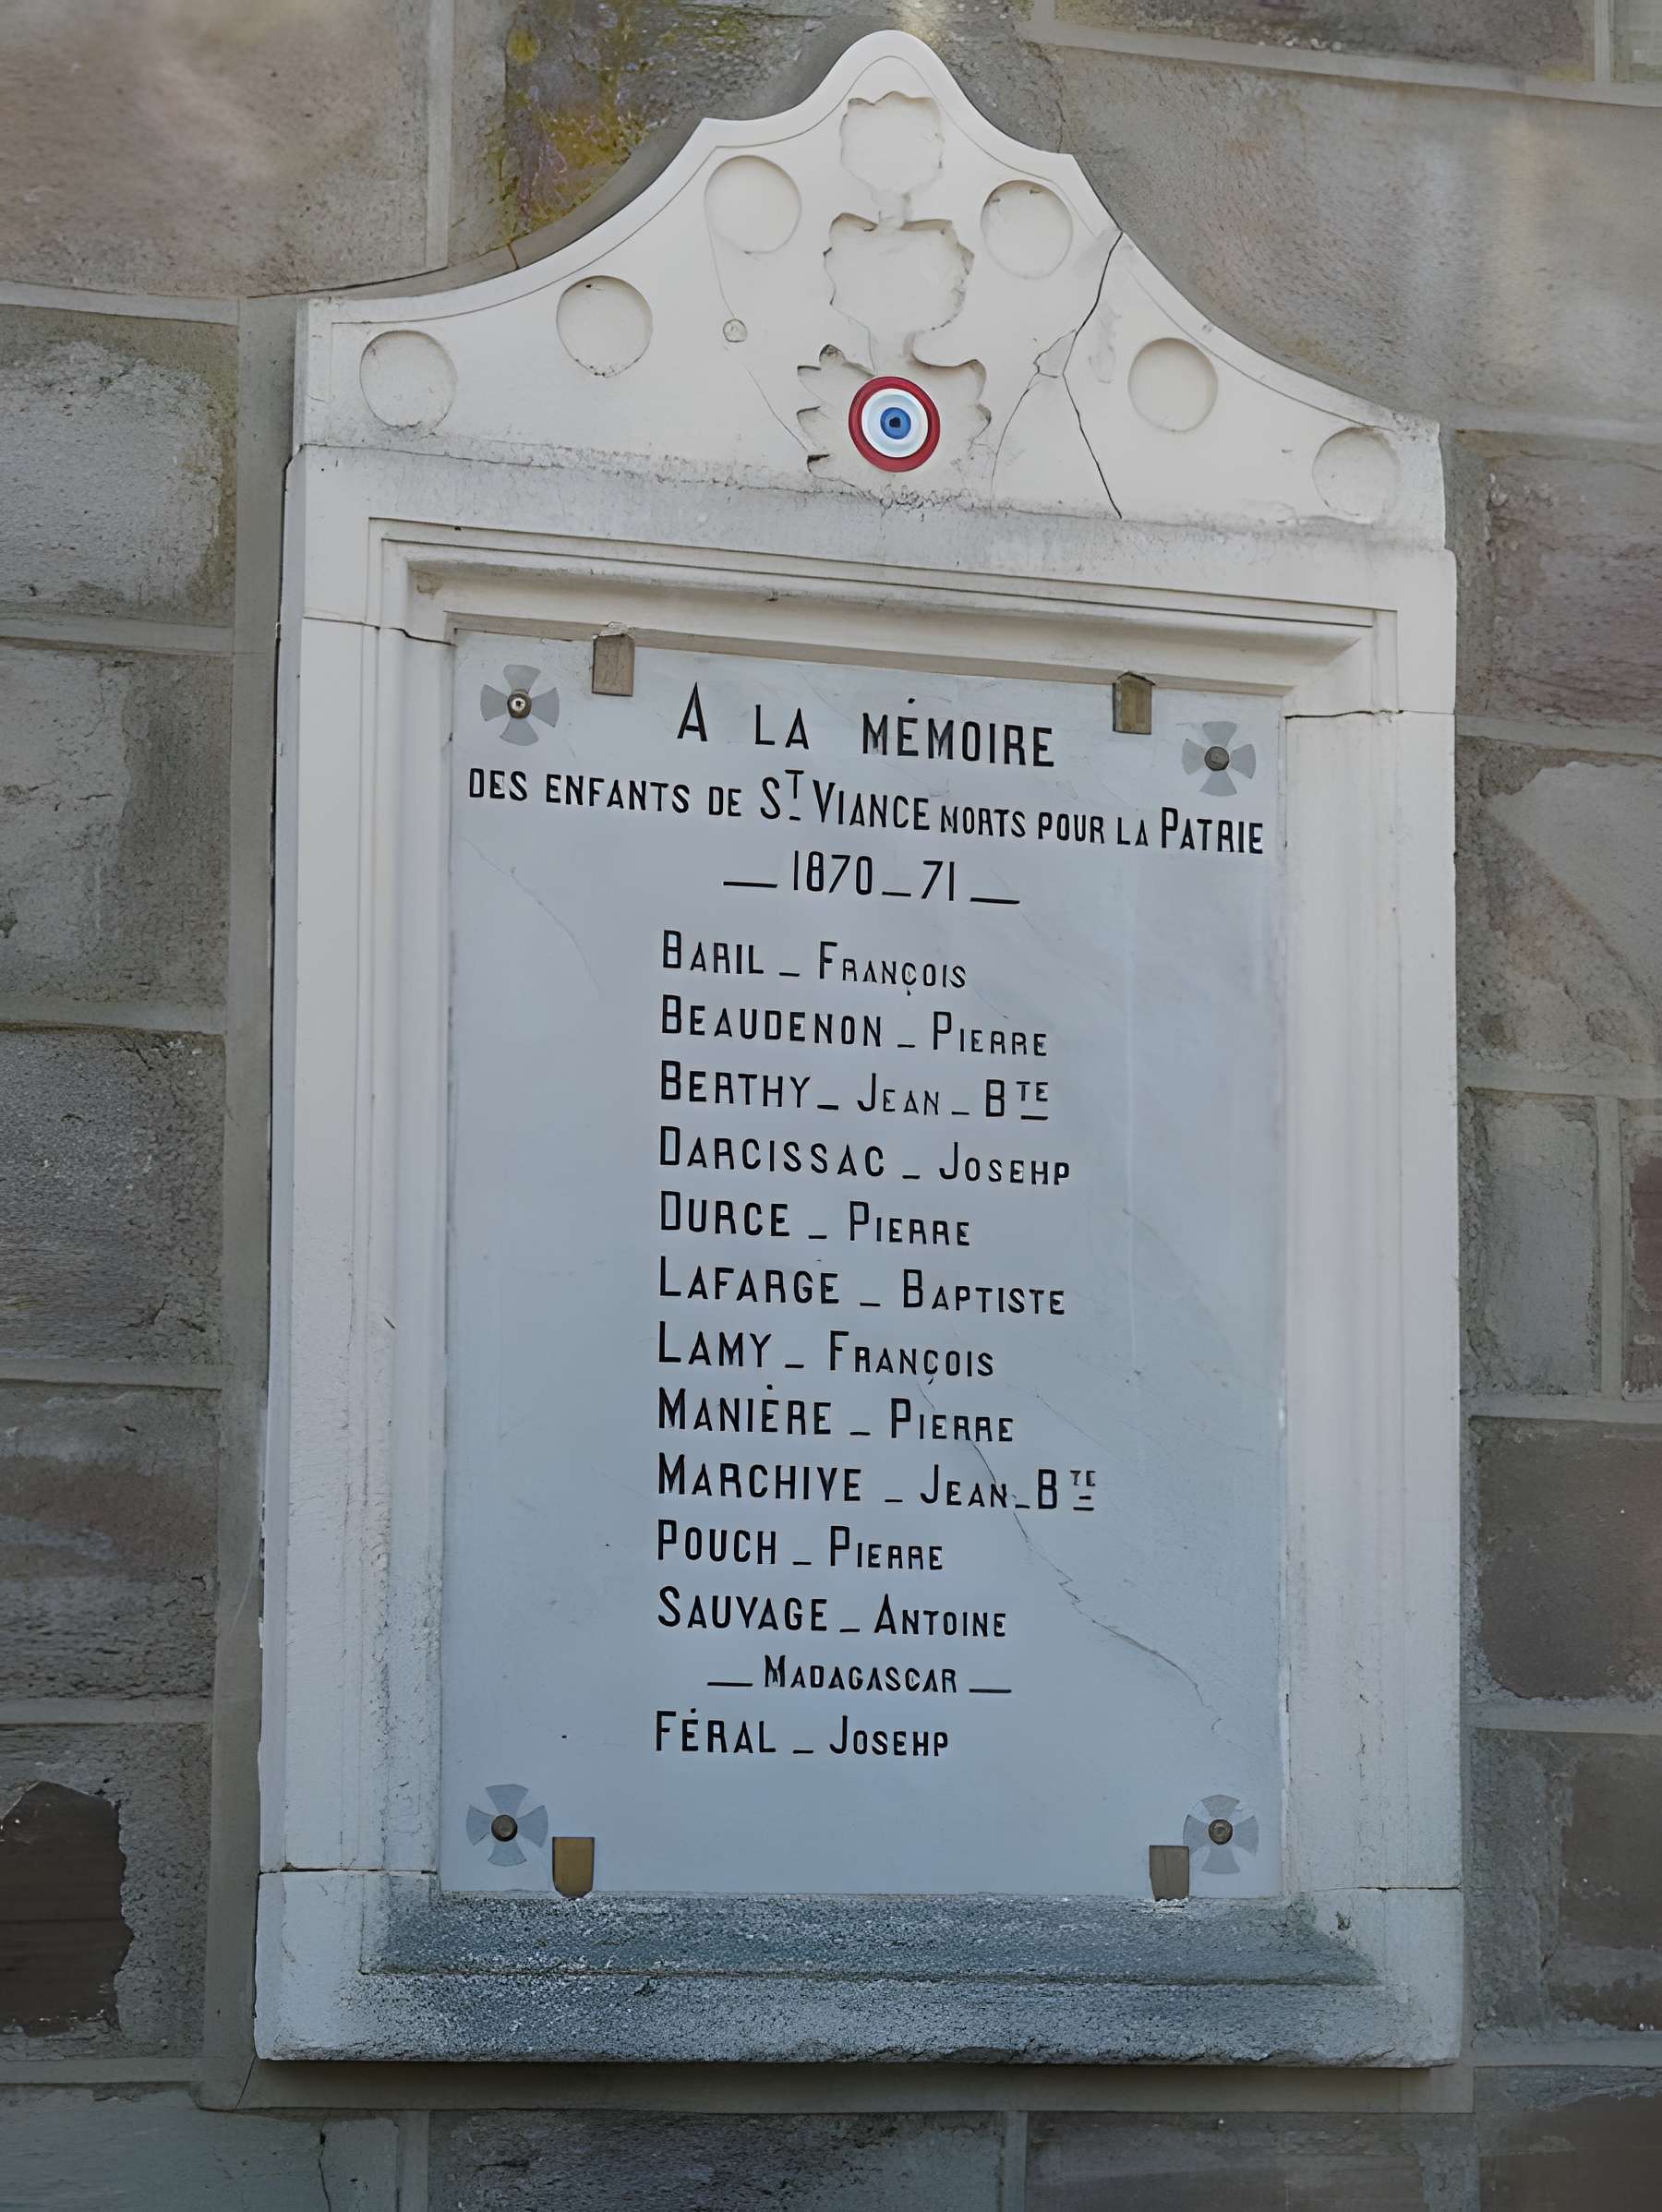 A LA MÉMOIRE
DES ENFANTS DE ST VIANCE MORTS POUR LA PATRIE
— 1870 _ 71 —
BARIL _ FRANÇOIS
BEAUDENON _ PIERRE
BERTHY _ JEAN _ BTE
DARCISSAC _ JOSEHP
DURCE _ PIERRE
LAFARGE _ BAPTISTE
LAMY _ FRANÇOIS
MANIÈRE _ PIERRE
MARCHIVE _ JEAN _ BTE
POUCH _ PIERRE
SAUVAGE _ ANTOINE
— MADAGASCAR —
FÉRAL _ JOSEHP